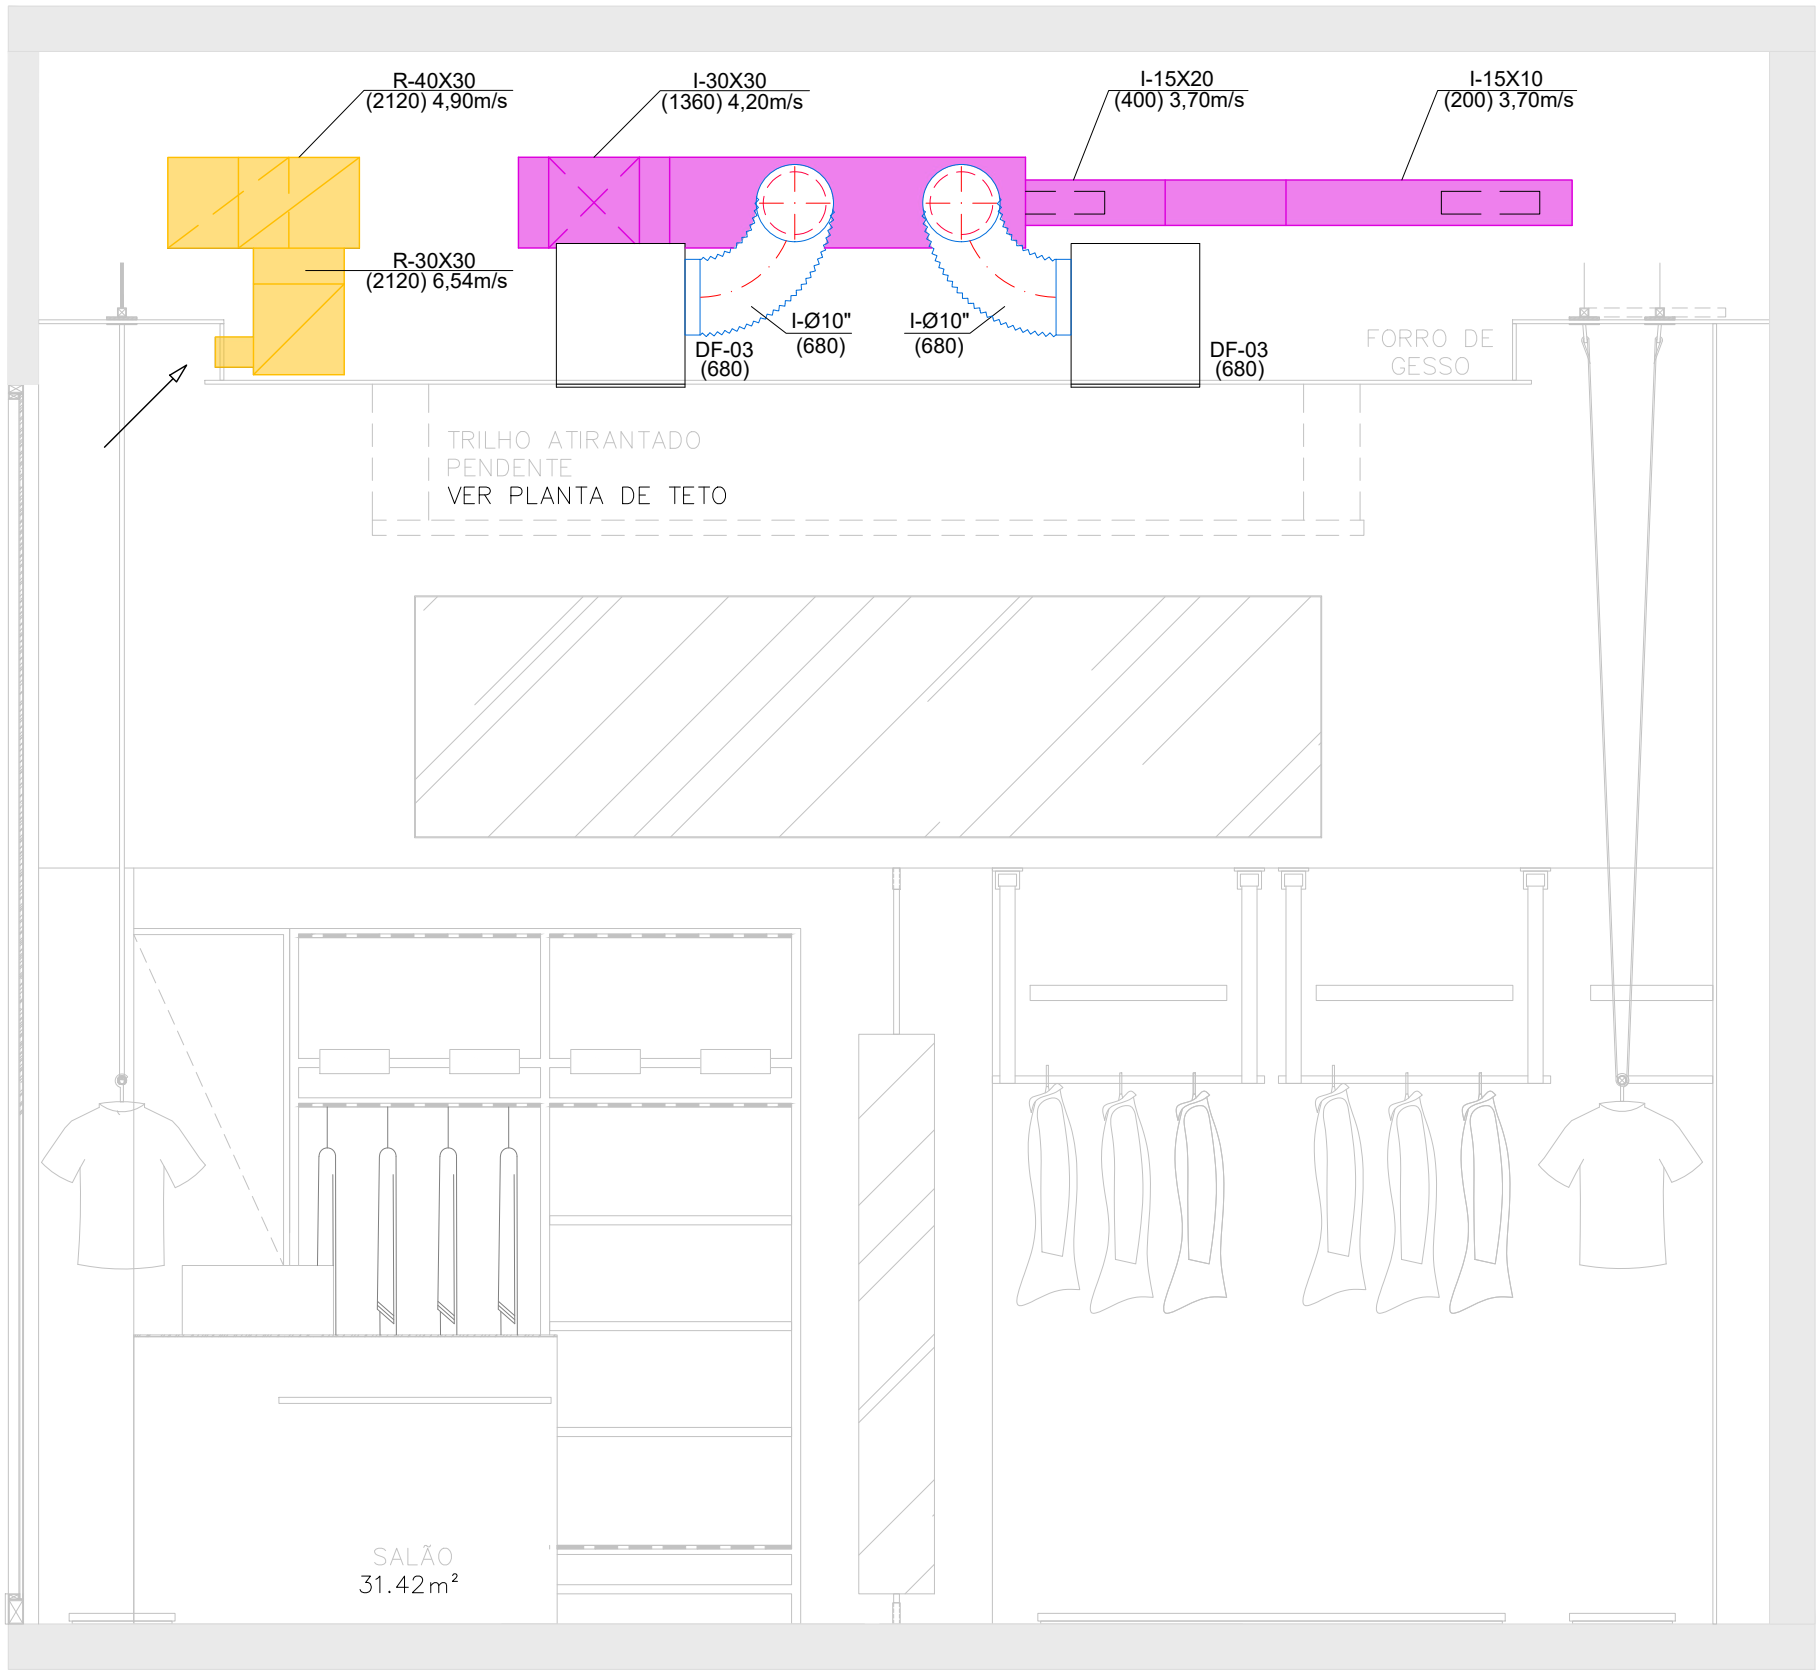 R-40X30
(2120) 4,90m/s
I-30X30
(1360) 4,20m/s
I-15X20
(400) 3,70m/s
I-15X10
(200) 3,70m/s
R-30X30
(2120) 6,54m/s
I-Ø10"
(680)
I-Ø10"
(680)
DF-03
(680)
DF-03
(680)
FORRO DE
GESSO
TRILHO ATIRANTADO
PENDENTE
VER PLANTA DE TETO
SALÃO
31.42m²